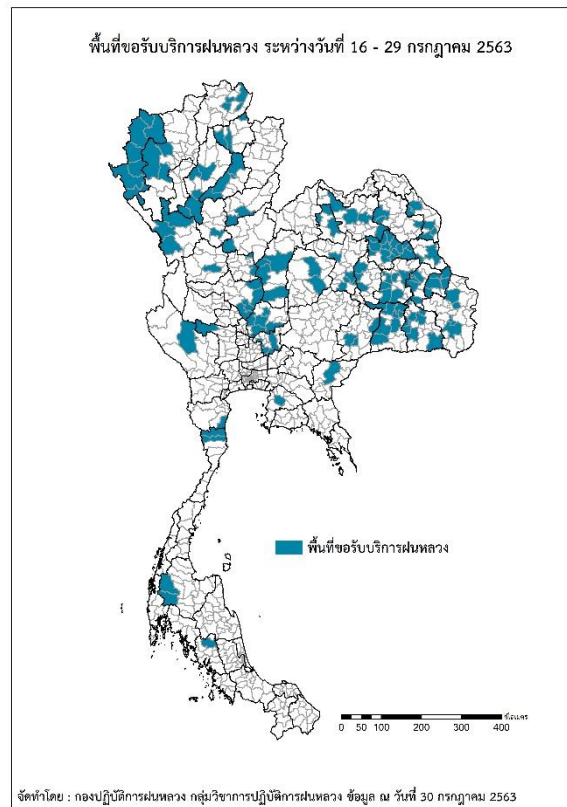 พื้นที่ขอรับบริการฝนหลวง ระหว่างวันที่ 16 - 29 กรกฎาคม 2563
พื้นที่ขอรับบริการฝนหลวง
0 50 100 200 300 400 กิโลเมตร
จัดทำโดย : กองปฏิบัติการฝนหลวง กลุ่มวิชาการปฏิบัติการฝนหลวง ข้อมูล ณ วันที่ 30 กรกฎาคม 2563